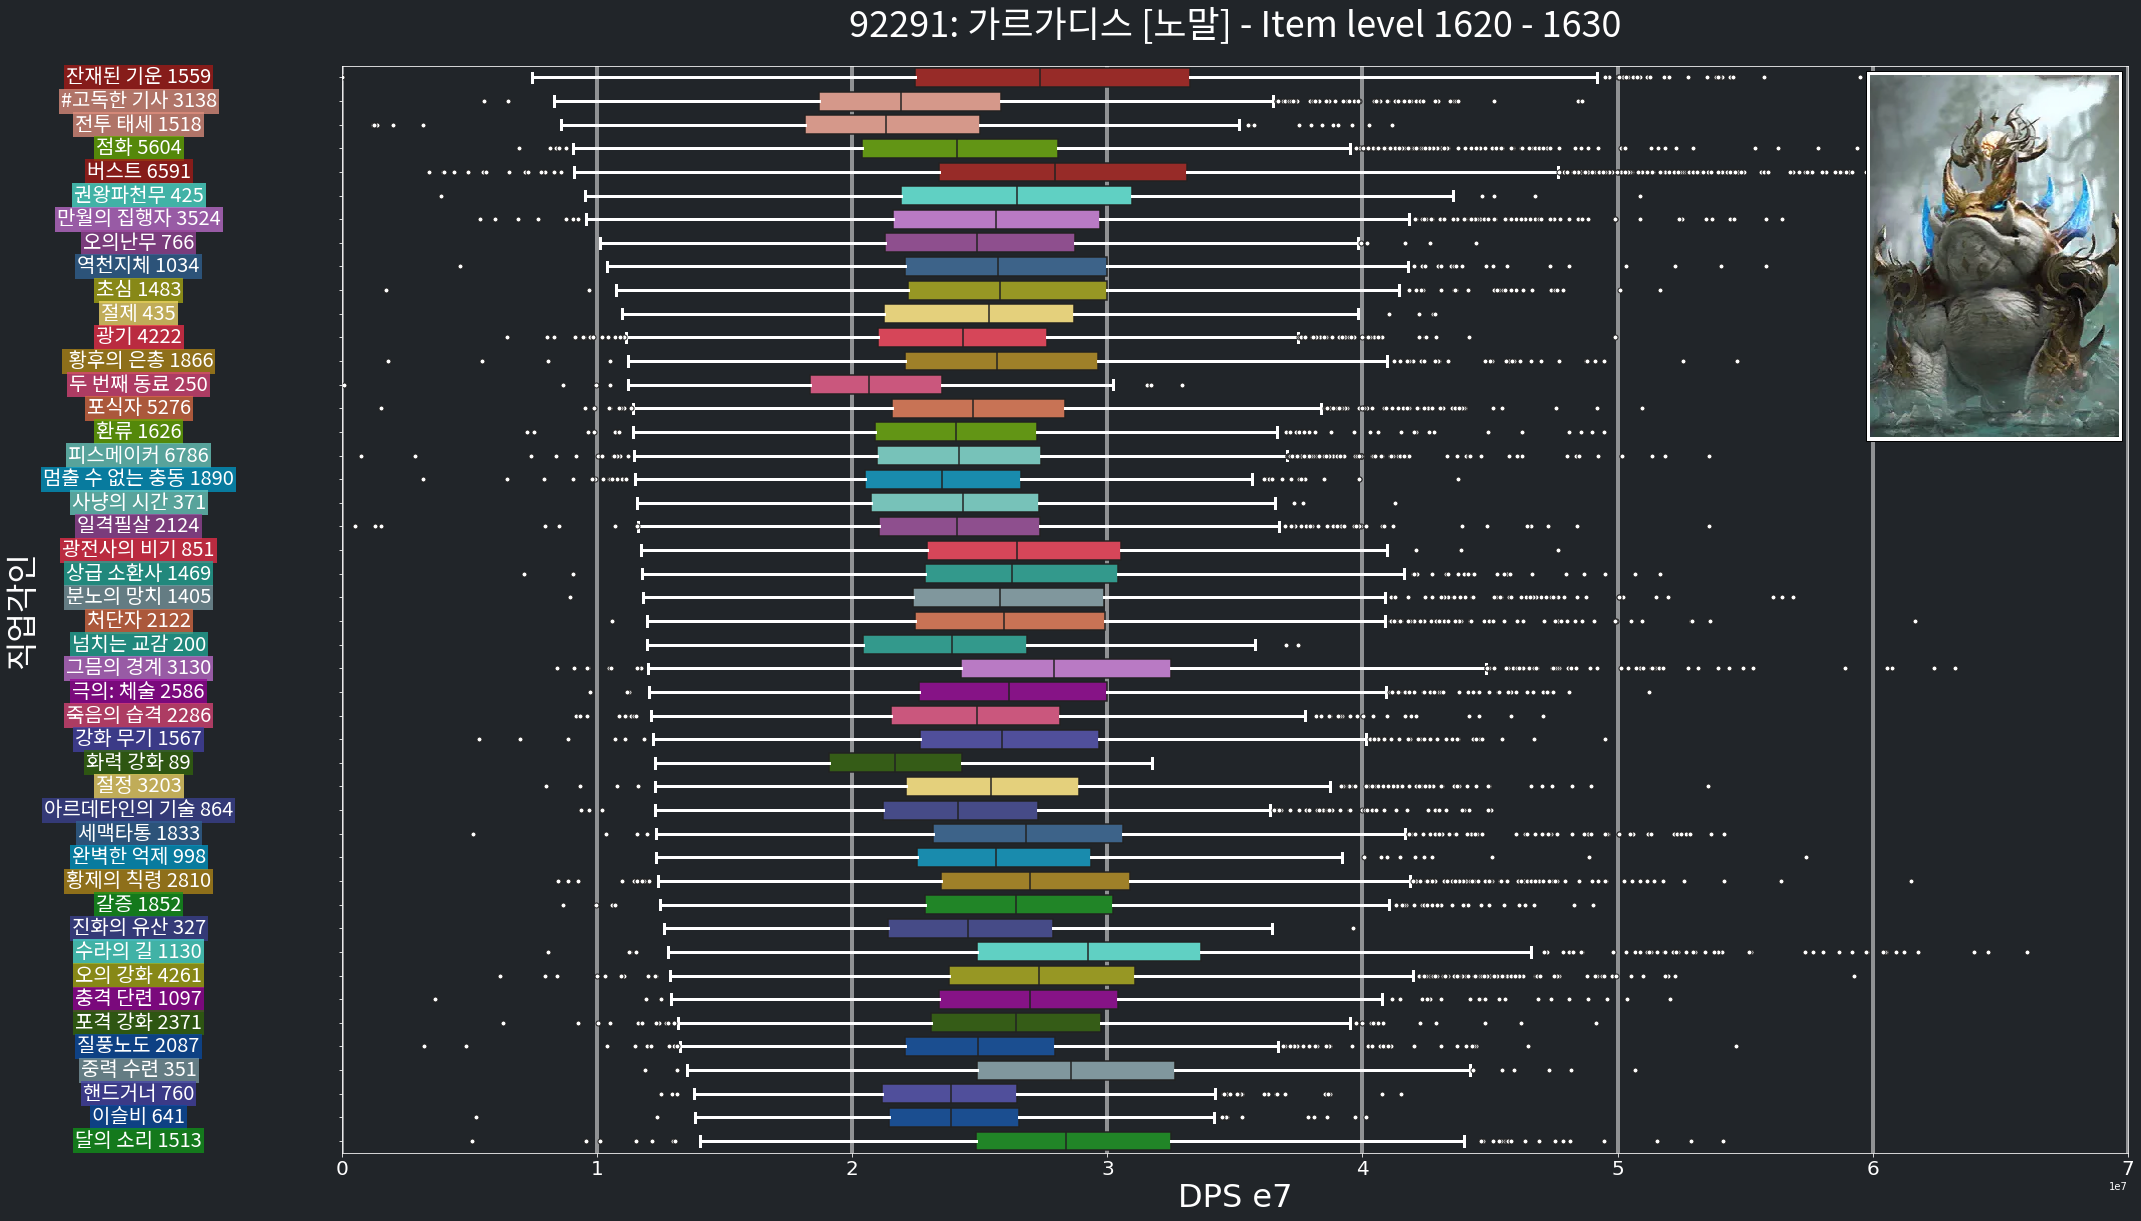 92291: 가르가디스 [노말] - Item level 1620 - 1630
잔재된 기운 1559
#고독한 기사 3138
전투 태세 1518
점화 5604
버스트 6591
권왕파천무 425
만월의 집행자 3524
오의난무 766
역천지체 1034
초심 1483
절제 435
광기 4222
황후의 은총 1866
두 번째 동료 250
포식자 5276
환류 1626
피스메이커 6786
멈출 수 없는 충동 1890
사냥의 시간 371
일격필살 2124
광전사의 비기 851
상급 소환사 1469
분노의 망치 1405
처단자 2122
넘치는 교감 200
그믐의 경계 3130
극의: 체술 2586
죽음의 습격 2286
강화 무기 1567
화력 강화 89
절정 3203
아르데타인의 기술 864
세맥타통 1833
완벽한 억제 998
황제의 칙령 2810
갈증 1852
진화의 유산 327
수라의 길 1130
오의 강화 4261
충격 단련 1097
포격 강화 2371
질풍노도 2087
중력 수련 351
핸드거너 760
이슬비 641
달의 소리 1513
직업각인
0 1 2 3 4 5 6 7
1e7
DPS e7